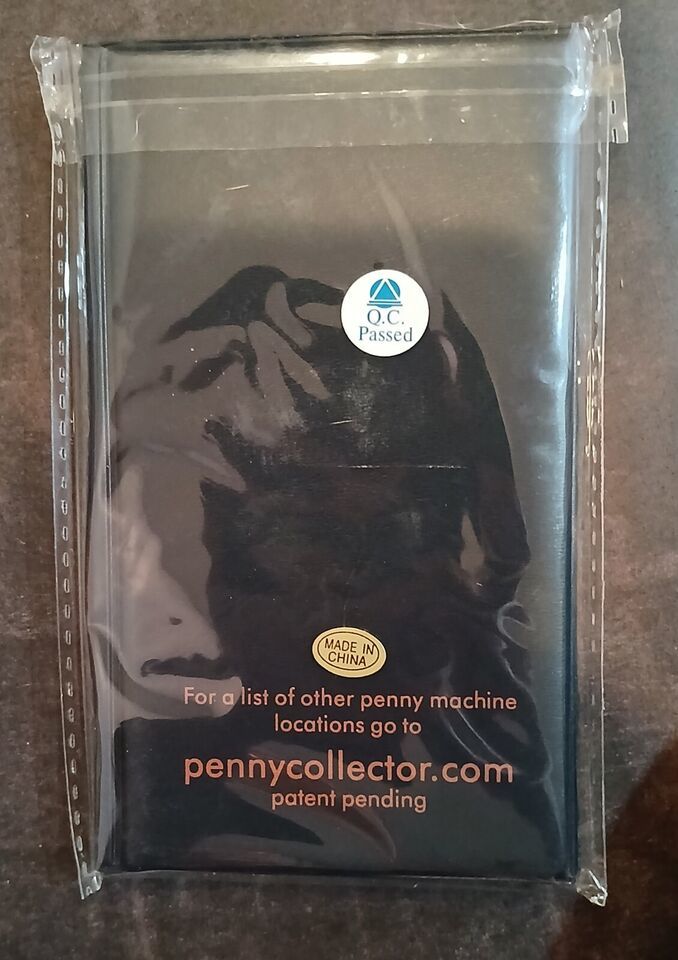 Q.C.
Passed
MADE IN
CHINA
For a list of other penny machine
locations go to
pennycollector.com
patent pending